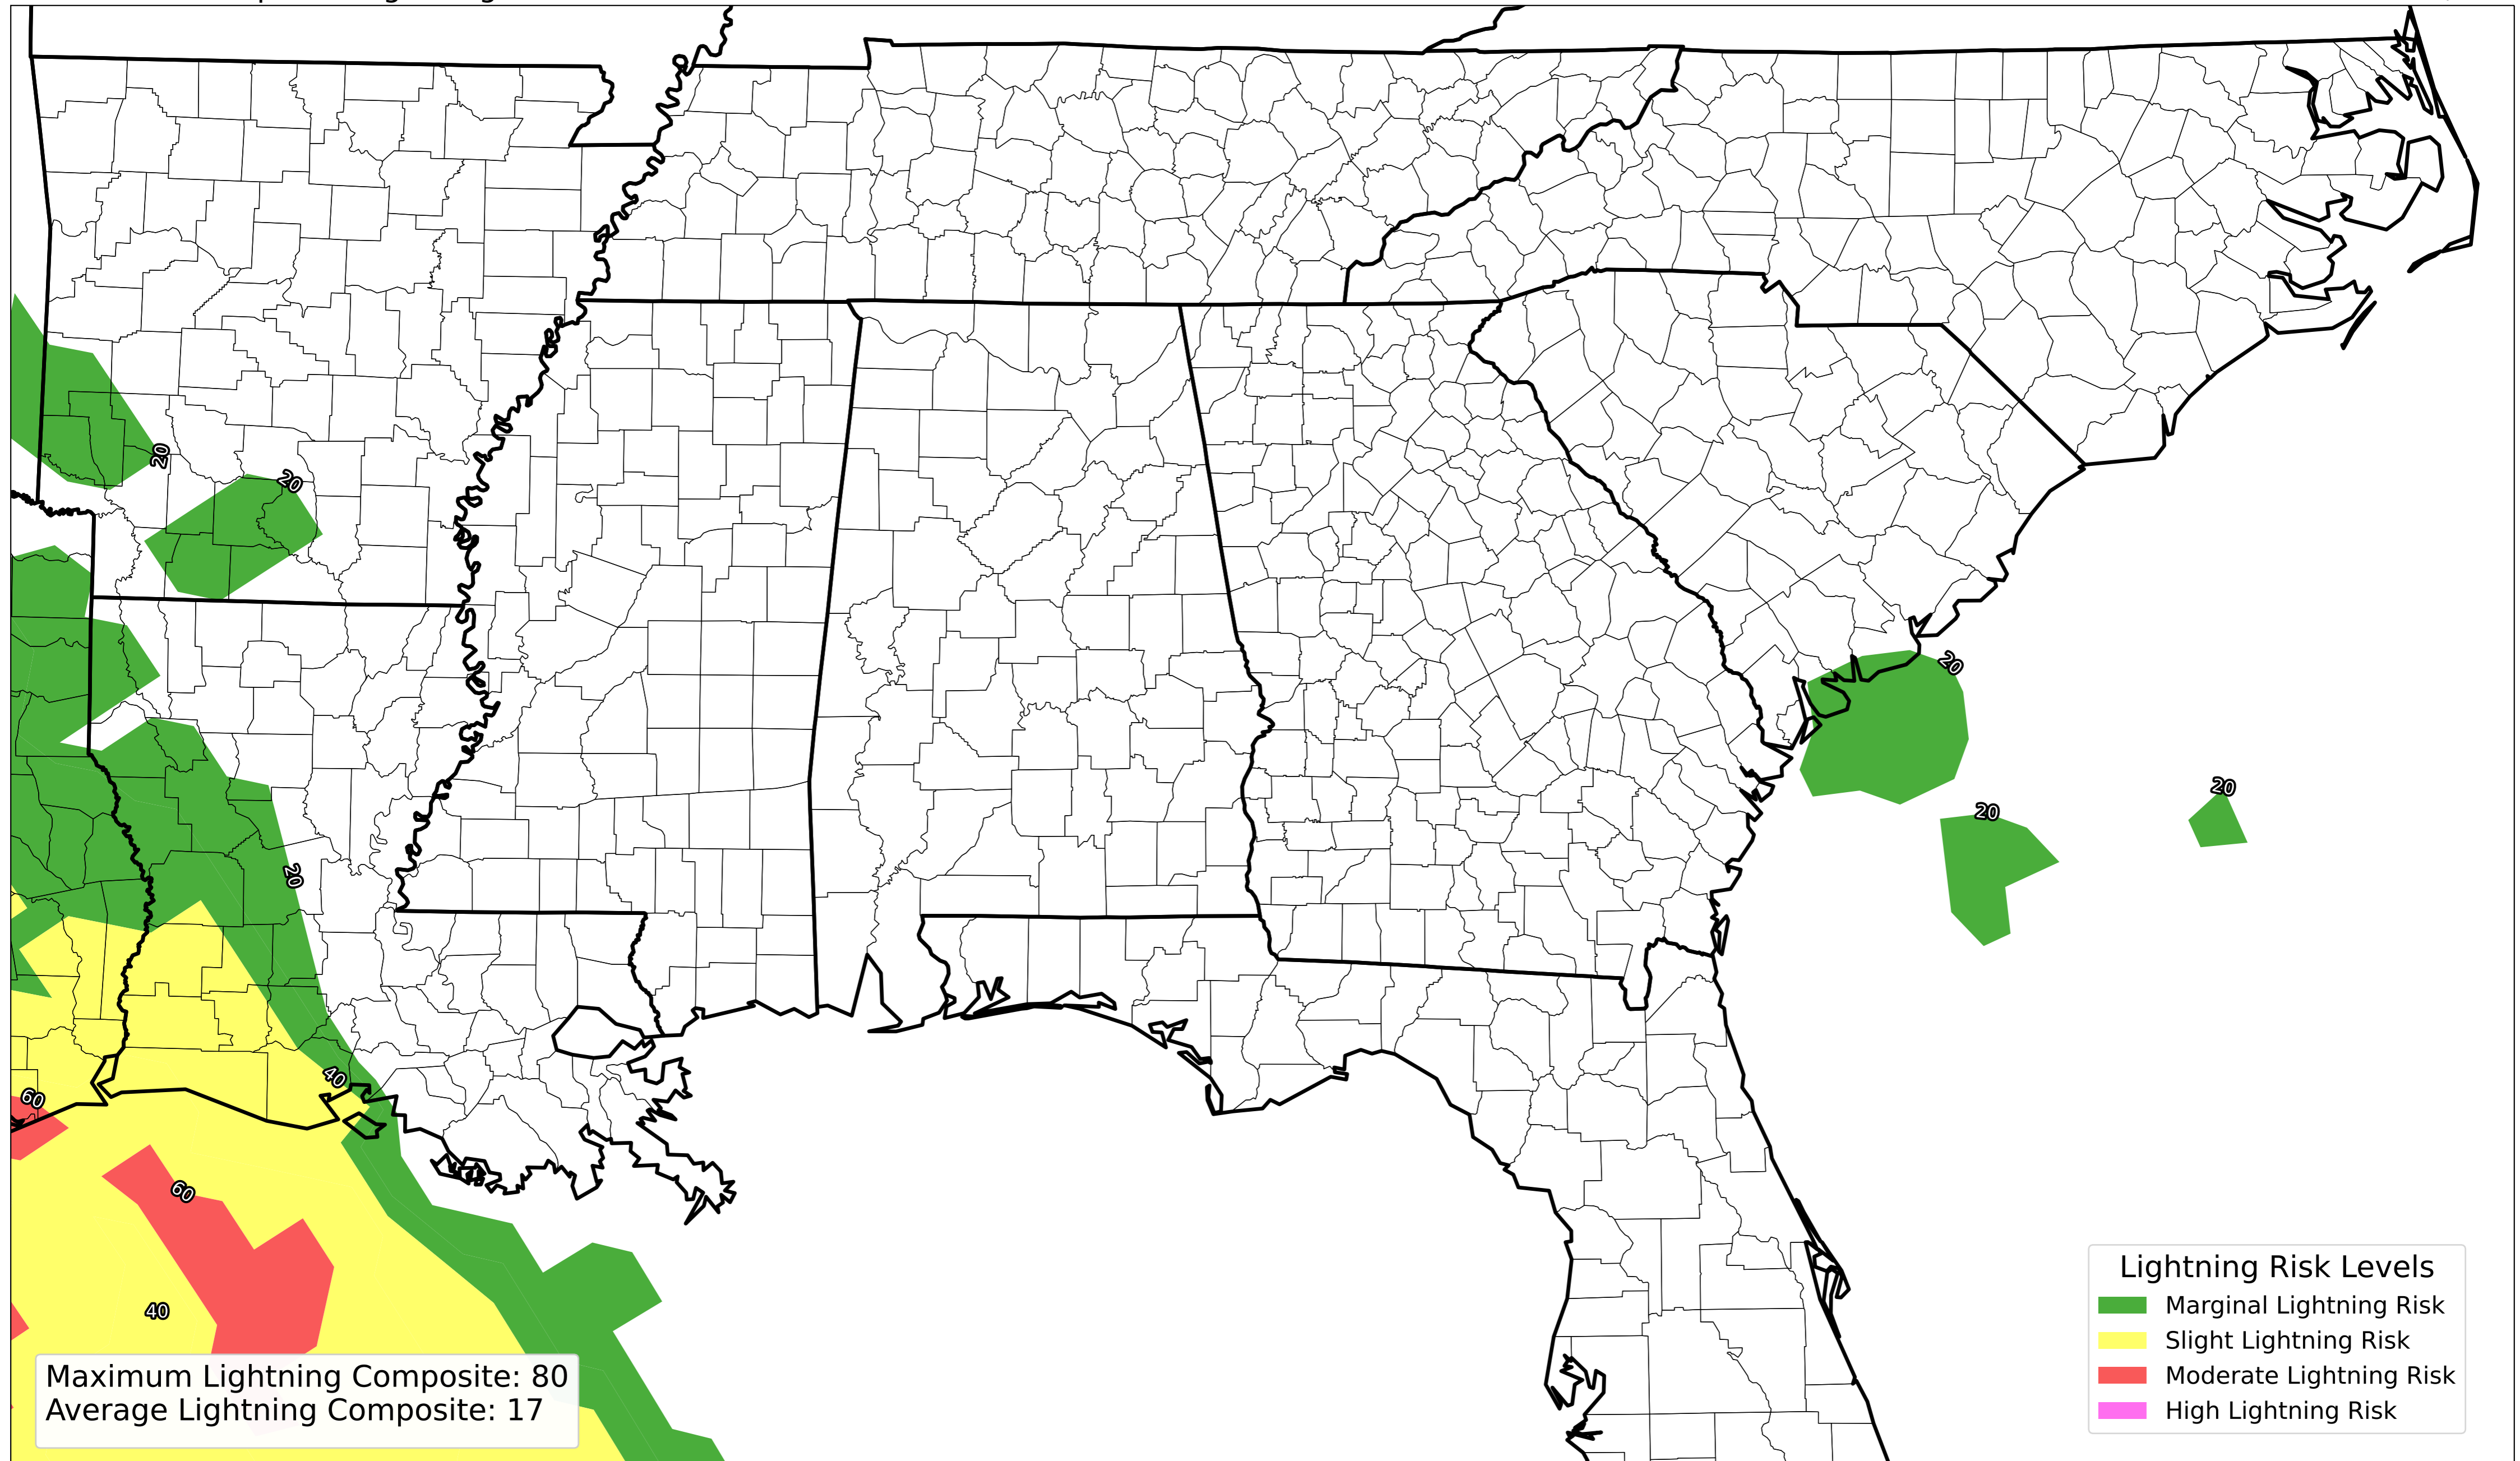 20
20
20
20
20
20
40
60
60
40
Maximum Lightning Composite: 80
Average Lightning Composite: 17
Lightning Risk Levels
Marginal Lightning Risk
Slight Lightning Risk
Moderate Lightning Risk
High Lightning Risk